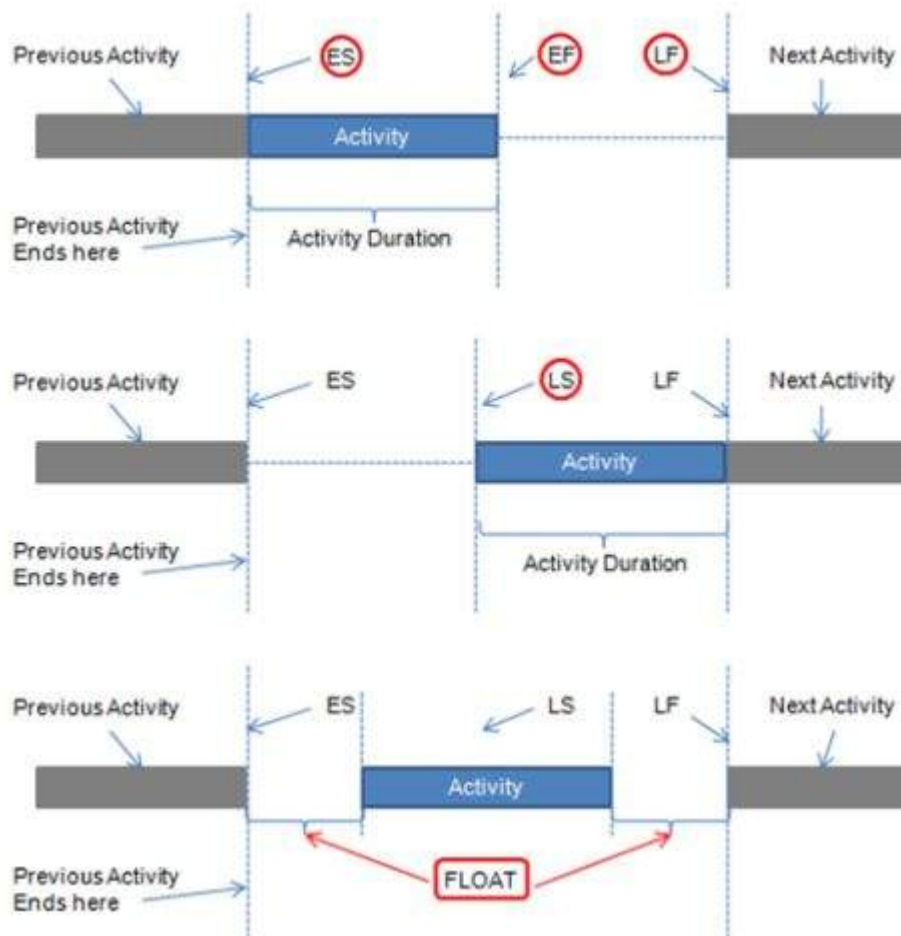 Previous Activity
ES
EF
LF
Next Activity
Activity
Previous Activity
Ends here
Activity Duration
Previous Activity
ES
LS
LF
Next Activity
Activity
Previous Activity
Ends here
Activity Duration
Previous Activity
ES
LS
LF
Next Activity
Activity
FLOAT
Previous Activity
Ends here